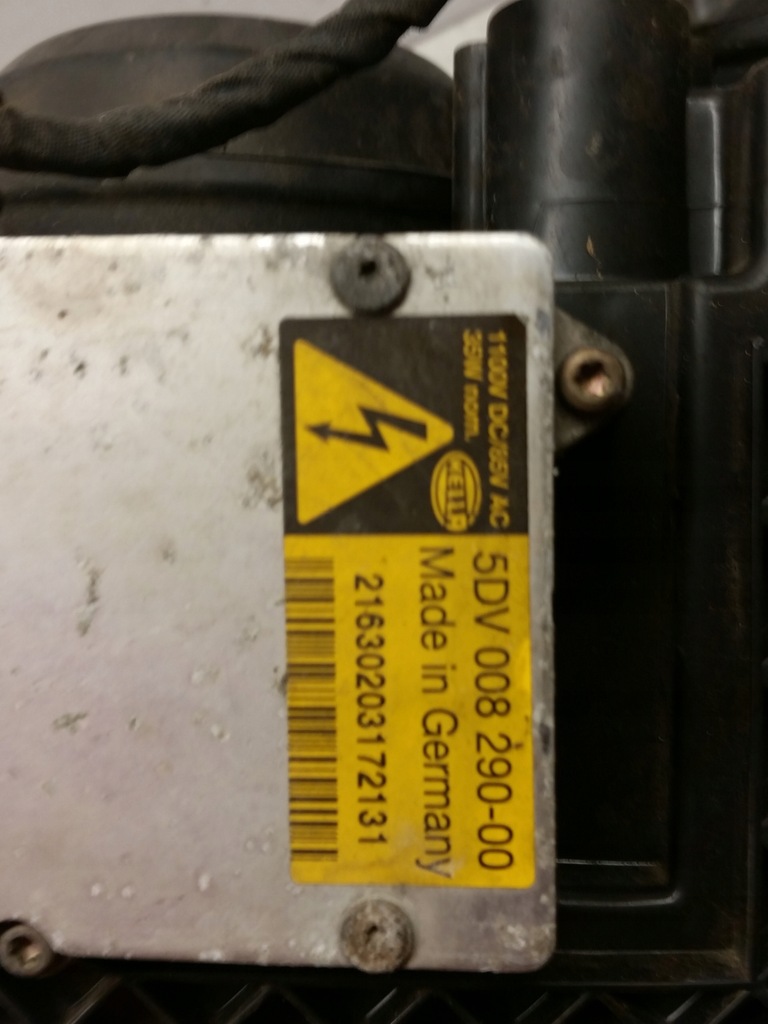 1100V DC/85V AC
35W nom.
HELLA
5DV 008 290-00
Made in Germany
21630203172131